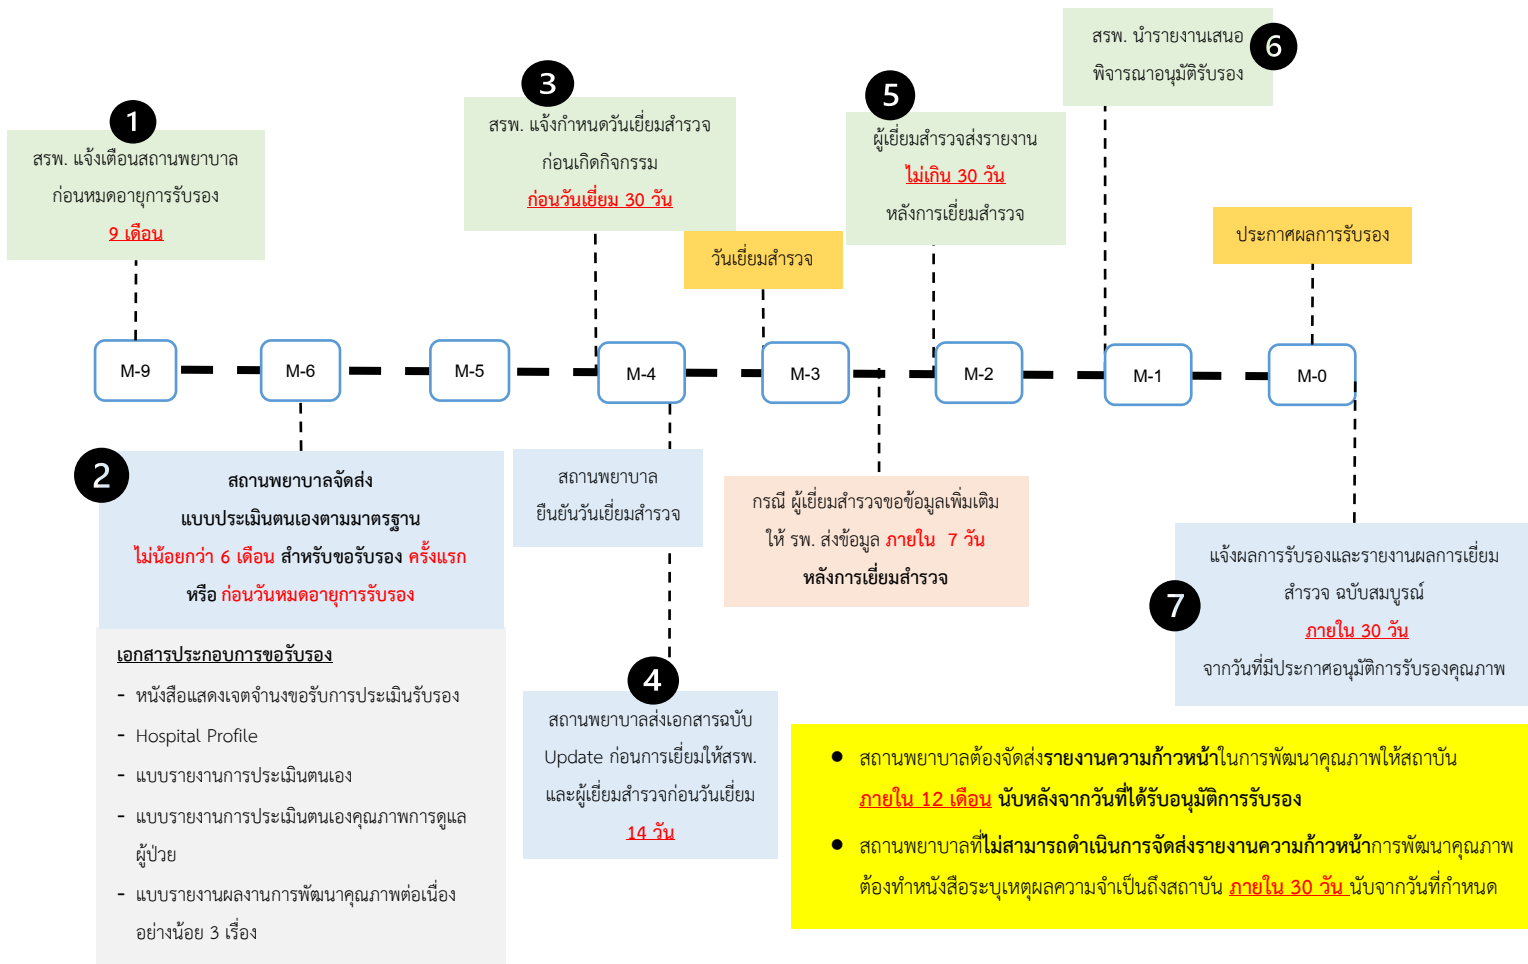 1
สรพ. แจ้งเตือนสถานพยาบาล
ก่อนหมดอายุการรับรอง
9 เดือน
3
สรพ. แจ้งกำหนดวันเยี่ยมสำรวจ
ก่อนเกิดกิจกรรม
ก่อนวันเยี่ยม 30 วัน
วันเยี่ยมสำรวจ
5
ผู้เยี่ยมสำรวจส่งรายงาน
ไม่เกิน 30 วัน
หลังการเยี่ยมสำรวจ
6
สรพ. นำรายงานเสนอ
พิจารณาอนุมัติรับรอง
ประกาศผลการรับรอง
M-9
M-6
M-5
M-4
M-3
M-2
M-1
M-0
2
สถานพยาบาลจัดส่ง
แบบประเมินตนเองตามมาตรฐาน
ไม่น้อยกว่า 6 เดือน สำหรับขอรับรอง ครั้งแรก
หรือ ก่อนวันหมดอายุการรับรอง
เอกสารประกอบการขอรับรอง
- หนังสือแสดงเจตจำนงขอรับการประเมินรับรอง
- Hospital Profile
- แบบรายงานการประเมินตนเอง
- แบบรายงานการประเมินตนเองคุณภาพการดูแล
ผู้ป่วย
- แบบรายงานผลงานการพัฒนาคุณภาพต่อเนื่อง
อย่างน้อย 3 เรื่อง
สถานพยาบาล
ยืนยันวันเยี่ยมสำรวจ
4
สถานพยาบาลส่งเอกสารฉบับ
Update ก่อนการเยี่ยมให้สรพ.
และผู้เยี่ยมสำรวจก่อนวันเยี่ยม
14 วัน
กรณี ผู้เยี่ยมสำรวจขอข้อมูลเพิ่มเติม
ให้ รพ. ส่งข้อมูล ภายใน 7 วัน
หลังการเยี่ยมสำรวจ
7
แจ้งผลการรับรองและรายงานผลการเยี่ยม
สำรวจ ฉบับสมบูรณ์
ภายใน 30 วัน
จากวันที่มีประกาศอนุมัติการรับรองคุณภาพ
● สถานพยาบาลต้องจัดส่งรายงานความก้าวหน้าในการพัฒนาคุณภาพให้สถาบัน
ภายใน 12 เดือน นับหลังจากวันที่ได้รับอนุมัติการรับรอง
● สถานพยาบาลที่ไม่สามารถดำเนินการจัดส่งรายงานความก้าวหน้าการพัฒนาคุณภาพ
ต้องทำหนังสือระบุเหตุผลความจำเป็นถึงสถาบัน ภายใน 30 วัน นับจากวันที่กำหนด